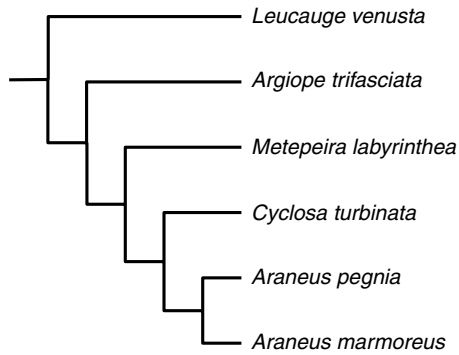 Leucauge venusta
Argiope trifasciata
Metepeira labyrinthea
Cyclosa turbinata
Araneus pegnia
Araneus marmoreus